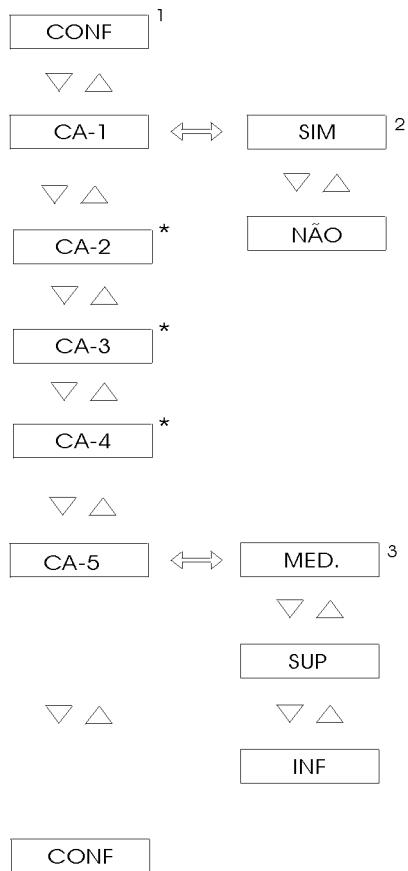 CONF 1
CA-1 SIM 2
CA-2 * NÃO
CA-3 *
CA-4 *
CA-5 MED. 3
SUP
INF
CONF